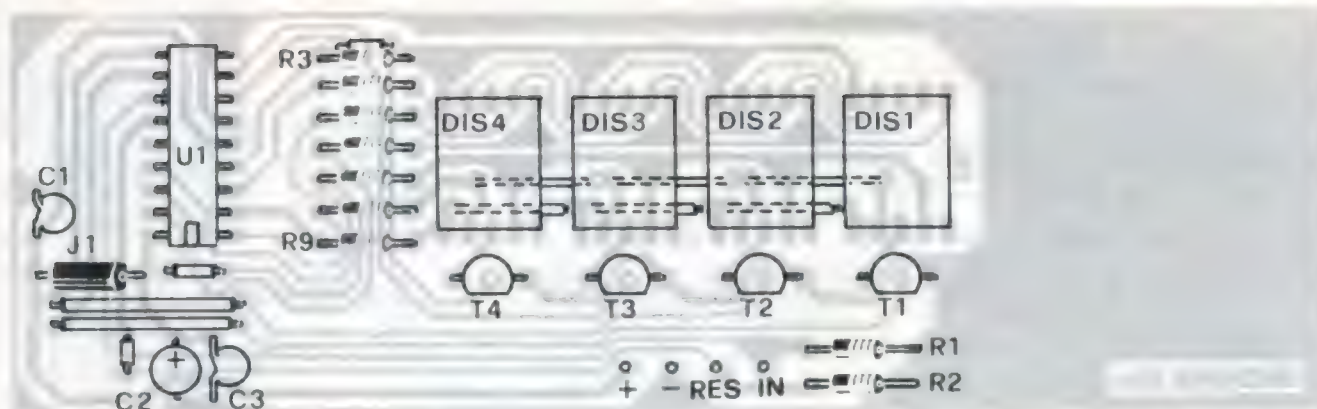 R3
DIS4 DIS3 DIS2 DIS1
U1
C1
J1
R9
T4 T3 T2 T1
R1
+ − RES IN R2
+
C2 C3